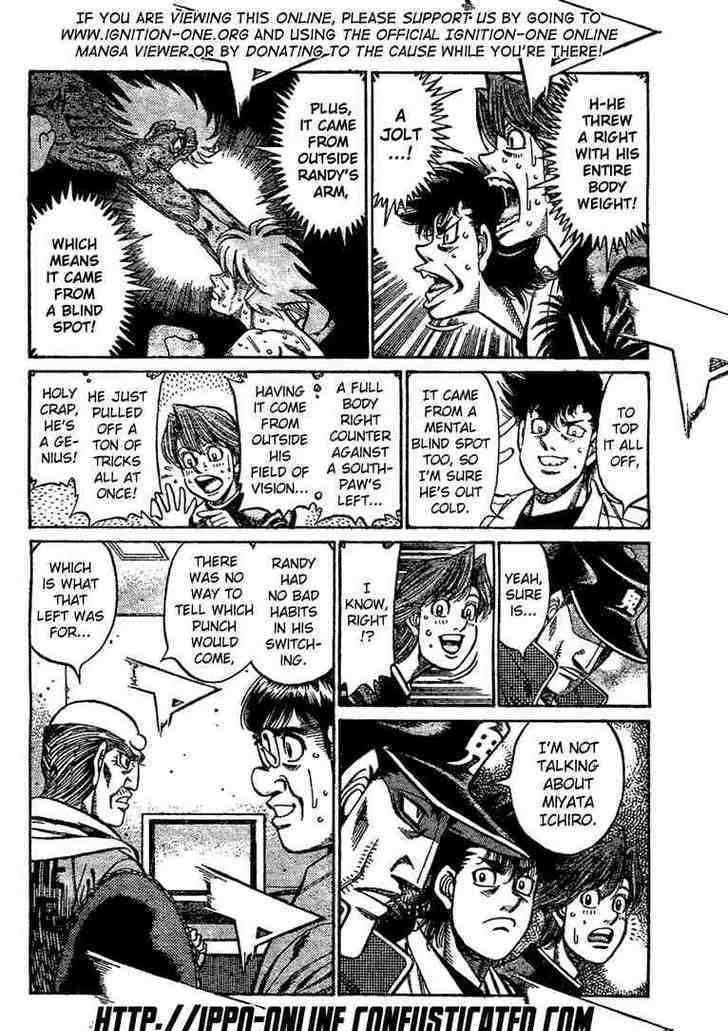 IF YOU ARE VIEWING THIS ONLINE, PLEASE SUPPORT US BY GOING TO
WWW.IGNITION-ONE.ORG AND USING THE OFFICIAL IGNITION-ONE ONLINE
MANGA VIEWER OR BY DONATING TO THE CAUSE WHILE YOU'RE THERE!
H-HE
THREW
A RIGHT
WITH HIS
ENTIRE
BODY
WEIGHT!
A
JOLT
...!
PLUS,
IT CAME
FROM
OUTSIDE
RANDY'S
ARM,
WHICH
MEANS
IT CAME
FROM
A BLIND
SPOT!
TO
TOP IT
ALL
OFF,
IT CAME
FROM A
MENTAL
BLIND SPOT
TOO, SO
I'M SURE
HE'S OUT
COLD.
A FULL
BODY
RIGHT
COUNTER
AGAINST
A SOUTH-
PAW'S
LEFT...
HAVING
IT COME
FROM
OUTSIDE
HIS
FIELD OF
VISION...
HE JUST
PULLED
OFF A
TON OF
TRICKS
ALL AT
ONCE!
HOLY
CRAP,
HE'S
A GE-
NIUS!
YEAH,
SURE
IS...
I
KNOW,
RIGHT
!?
RANDY
HAD
NO BAD
HABITS
IN HIS
SWITCH-
ING.
THERE
WAS NO
WAY TO
TELL WHICH
PUNCH
WOULD
COME,
WHICH
IS WHAT
THAT
LEFT WAS
FOR...
I'M NOT
TALKING
ABOUT
MIYATA
ICHIRO.
HTTP://IPPO-ONLINE.CONFUSTICATED.COM